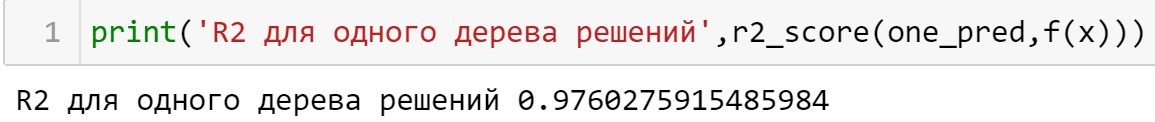 1 print('R2 для одного дерева решений',r2_score(one_pred,f(x)))
R2 для одного дерева решений 0.9760275915485984